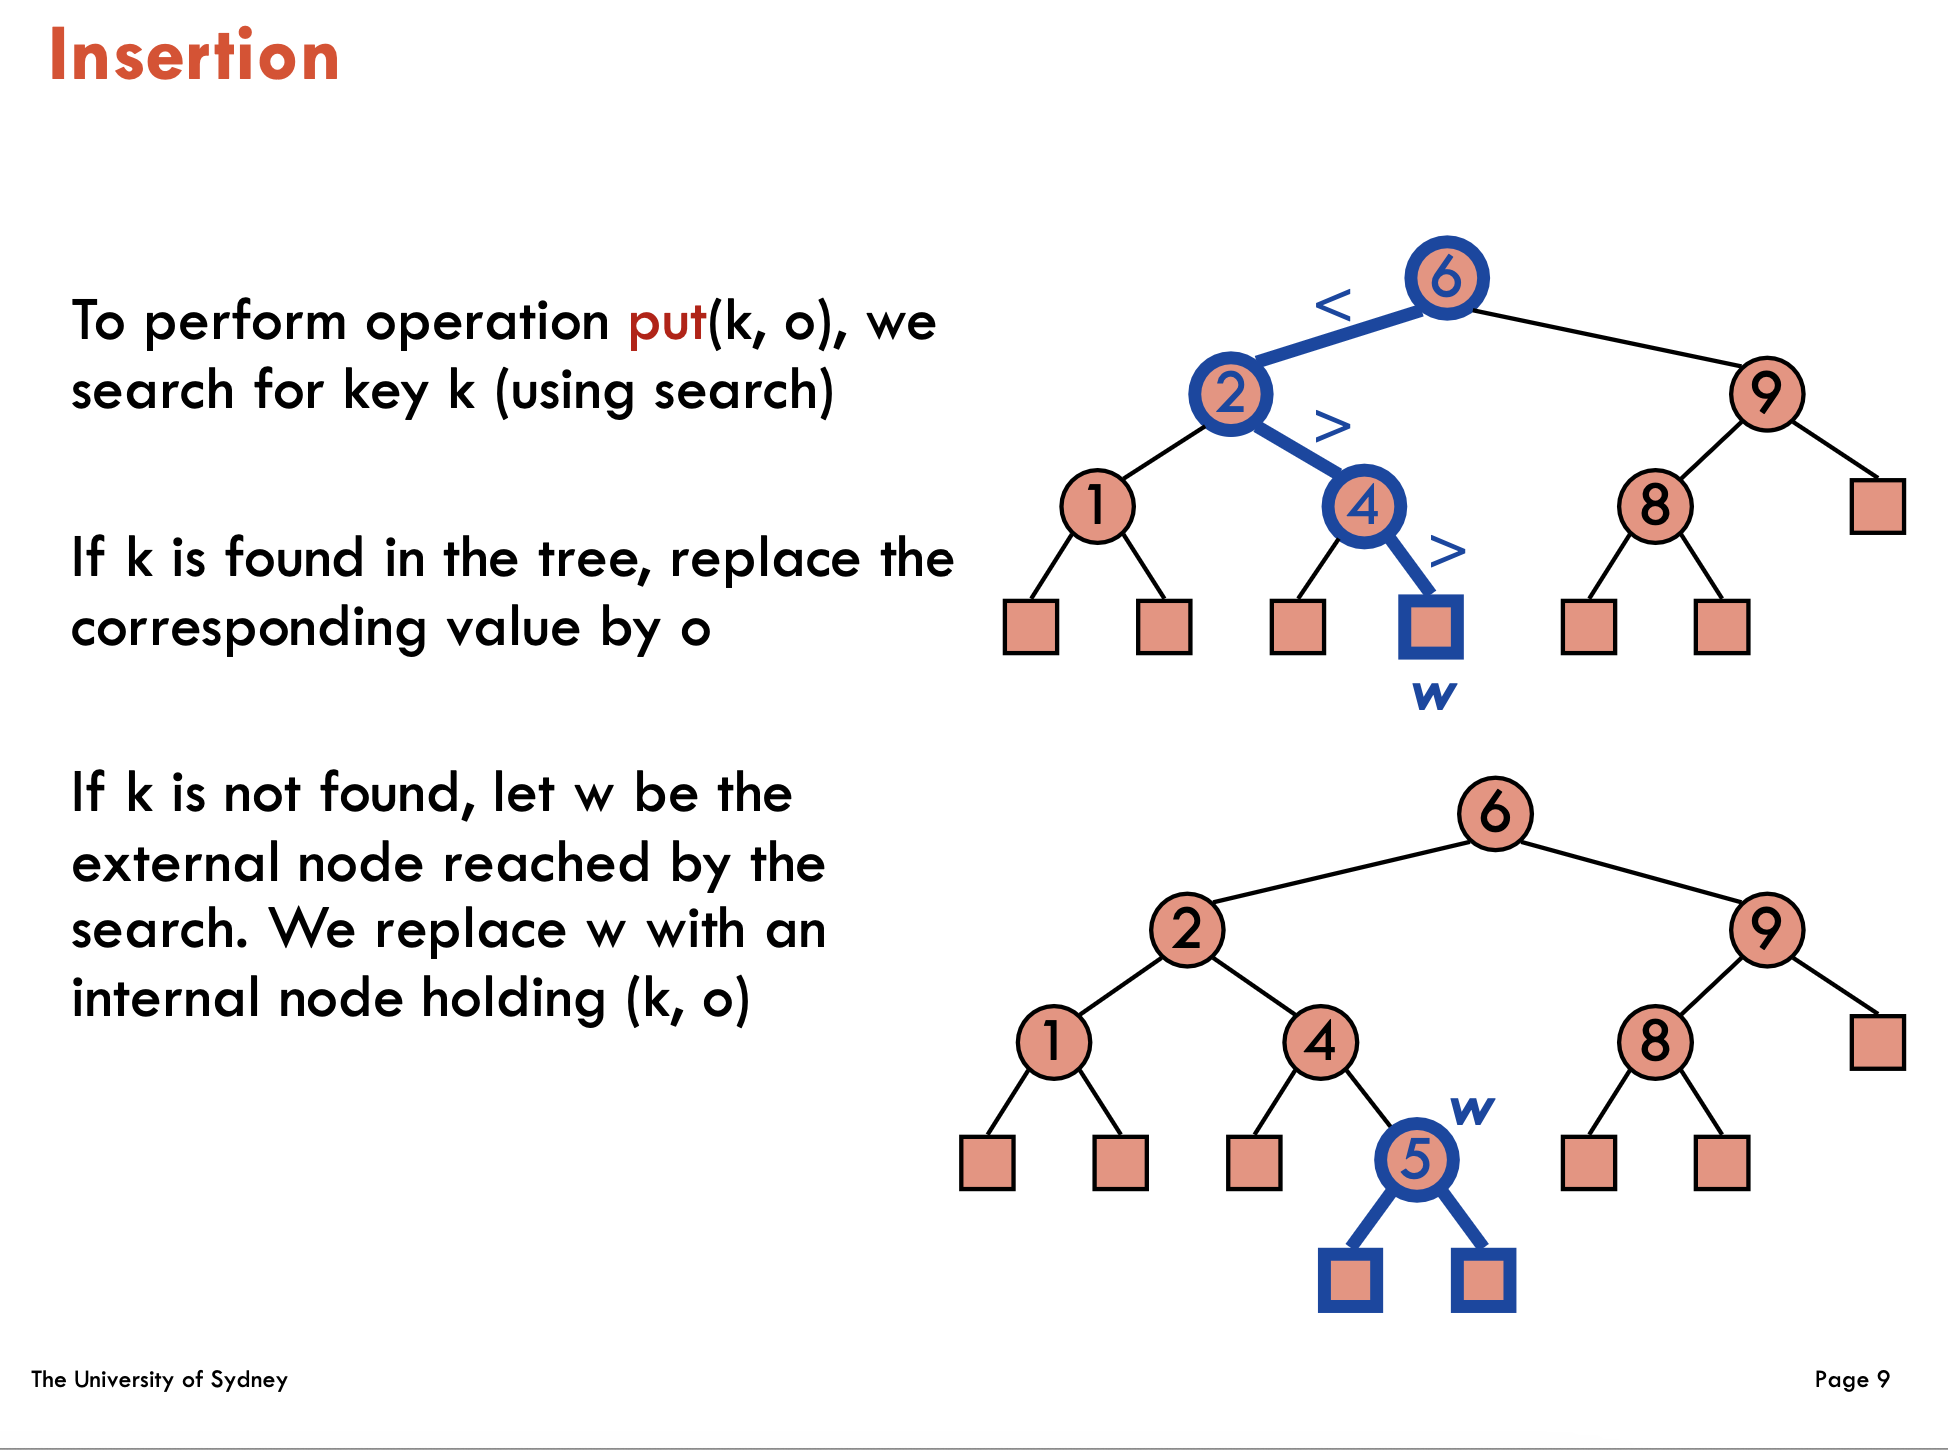 Insertion
To perform operation put(k, o), we
search for key k (using search)
If k is found in the tree, replace the
corresponding value by o
If k is not found, let w be the
external node reached by the
search. We replace w with an
internal node holding (k, o)
6
<
2
9
>
1
4
8
>
w
6
2
9
1
4
8
w
5
The University of Sydney
Page 9